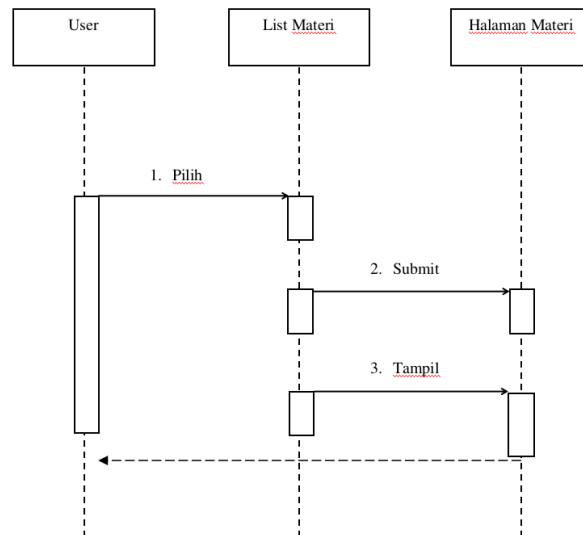 User
List Materi
Halaman Materi
1. Pilih
2. Submit
3. Tampil